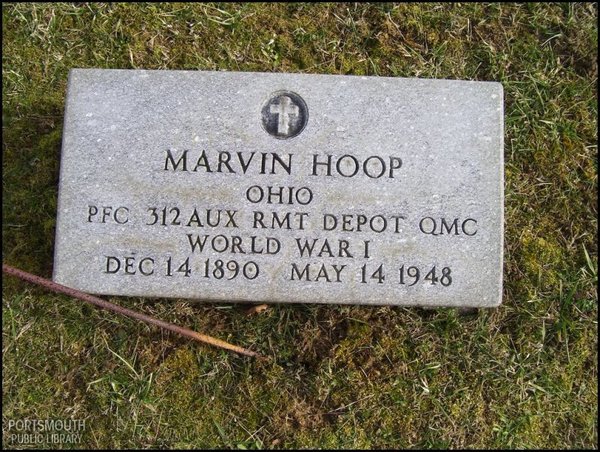 MARVIN HOOP
OHIO
PFC 312 AUX RMT DEPOT QMC
WORLD WAR I
DEC 14 1890 MAY 14 1948
PORTSMOUTH
PUBLIC LIBRARY